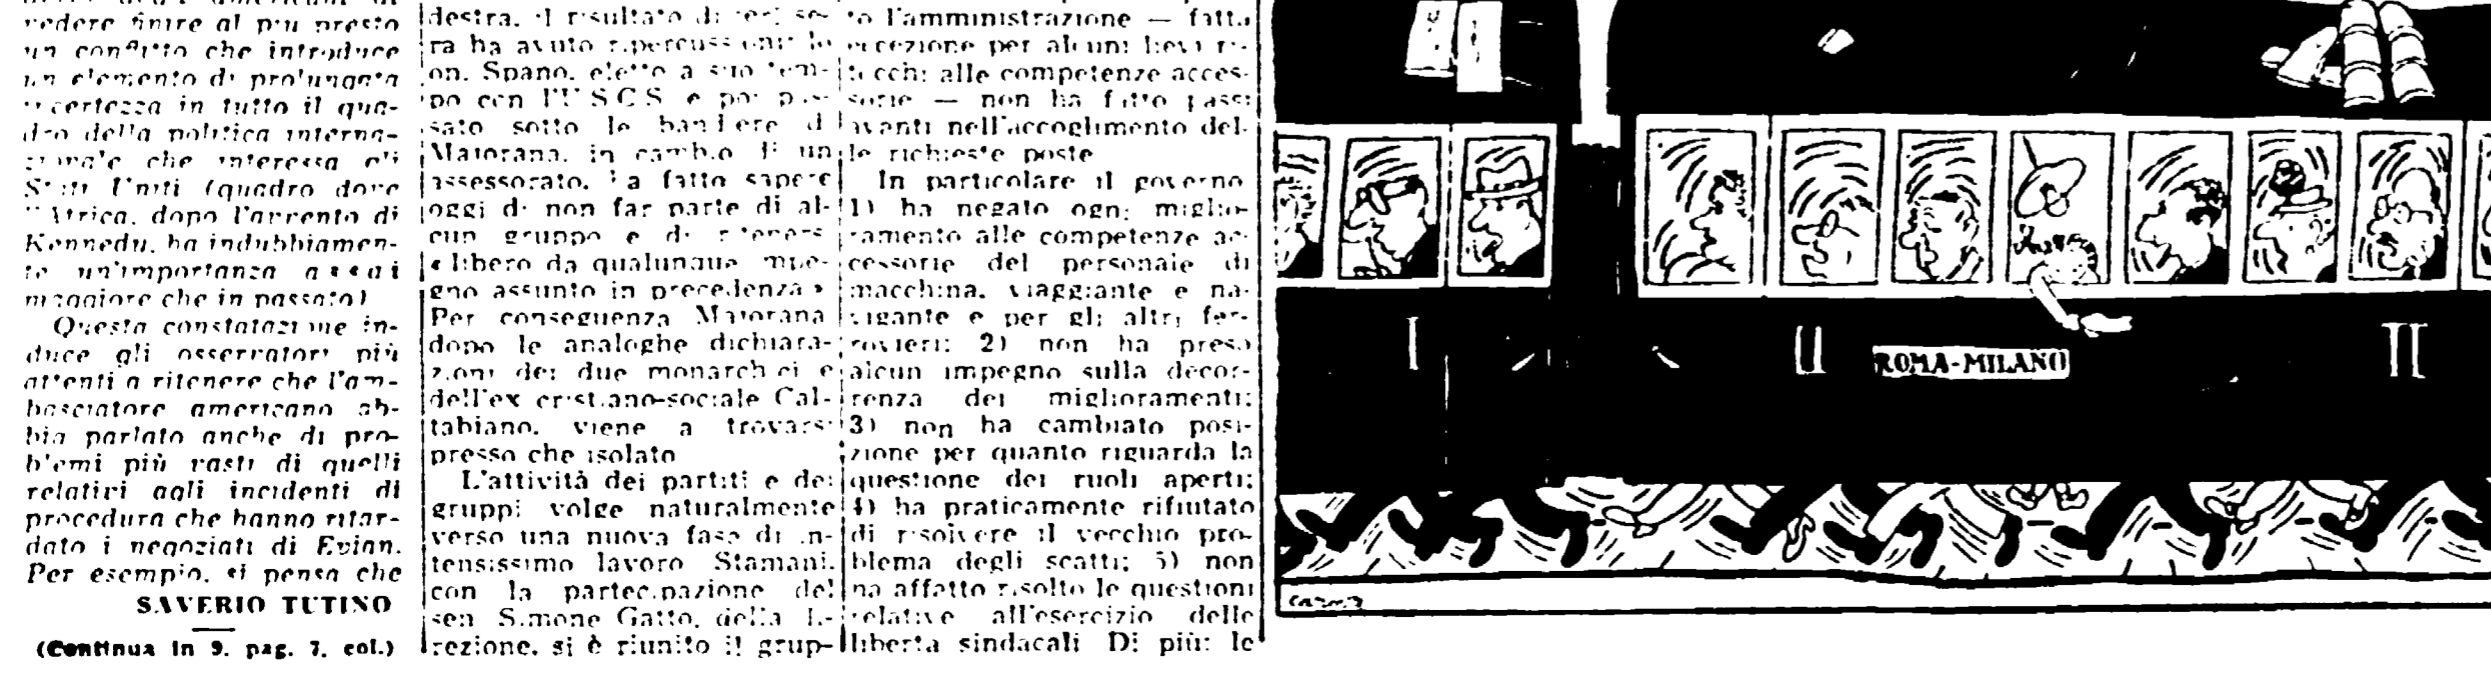 vedere finire al più presto
un conflitto che introduce
un elemento di prolungata
incertezza in tutto il qua-
dro della politica interna-
zionale che interessa gli
Stati Uniti (quadro dove
l'Africa, dopo l'avvento di
Kennedy, ha indubbiamen-
te un'importanza assai
maggiore che in passato)
Questa constatazione in-
duce gli osservatori più
attenti a ritenere che l'am-
basciatore americano ab-
bia parlato anche di pro-
blemi più vasti di quelli
relativi agli incidenti di
procedura che hanno ritar-
dato i negoziati di Evian.
Per esempio, si pensa che
SAVERIO TUTINO
(Continua in 9. pag. 7. col.)
destra, il risultato di ieri se-
ra ha avuto ripercussioni: lo
on. Spano, eletto a suo tem-
po con l'USCS e poi pas-
sato sotto le bandiere di
Maiorana, in cambio di un
assessorato, ha fatto sapere
oggi di non far parte di al-
cun gruppo e di ritenersi
« libero da qualunque impe-
gno assunto in precedenza »
Per conseguenza Maiorana
dopo le analoghe dichiara-
zioni dei due monarchici e
dell'ex cristiano-sociale Cal-
tabiano, viene a trovarsi
presso che isolato
L'attività dei partiti e dei
gruppi volge naturalmente
verso una nuova fase di in-
tensissimo lavoro Stamani,
con la partecipazione del
sen Simone Gatto, della di-
rezione, si è riunito il grup-
to l'amministrazione — fatta
eccezione per alcuni lievi ri-
tocchi alle competenze acces-
sorie — non ha fatto passi
avanti nell'accoglimento del-
le richieste poste
In particolare il governo
1) ha negato ogni miglio-
ramento alle competenze ac-
cessorie del personale di
macchina, viaggiante e na-
vigante e per gli altri fer-
rovieri; 2) non ha preso
alcun impegno sulla decor-
renza dei miglioramenti;
3) non ha cambiato posi-
zione per quanto riguarda la
questione dei ruoli aperti;
4) ha praticamente rifiutato
di risolvere il vecchio pro-
blema degli scatti; 5) non
ha affatto risolto le questioni
relative all'esercizio delle
libertà sindacali Di più: le
I
II
ROMA-MILANO
II